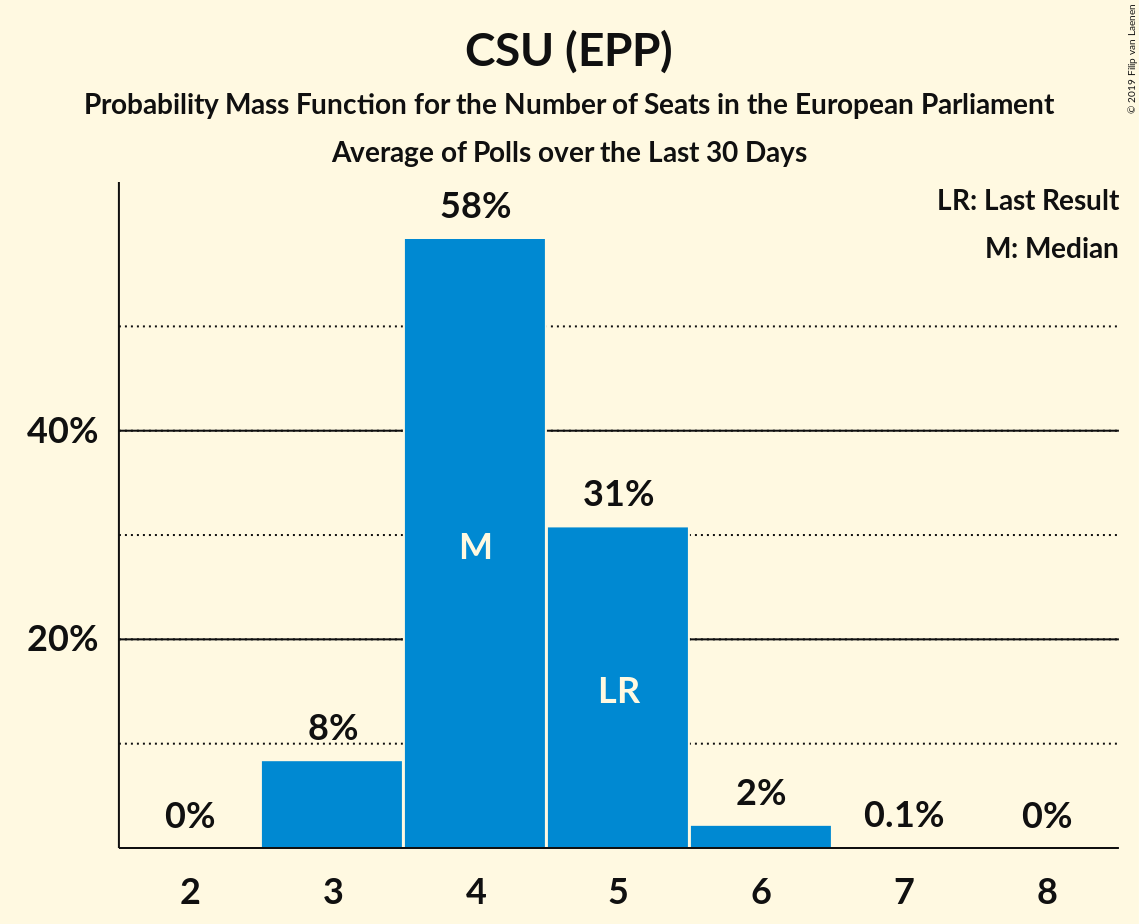 CSU (EPP)
Probability Mass Function for the Number of Seats in the European Parliament
Average of Polls over the Last 30 Days
© 2019 Filip van Laenen
LR: Last Result
M: Median
58%
40%
31%
M
20%
LR
8%
2%
0%
0.1%
0%
2 3 4 5 6 7 8